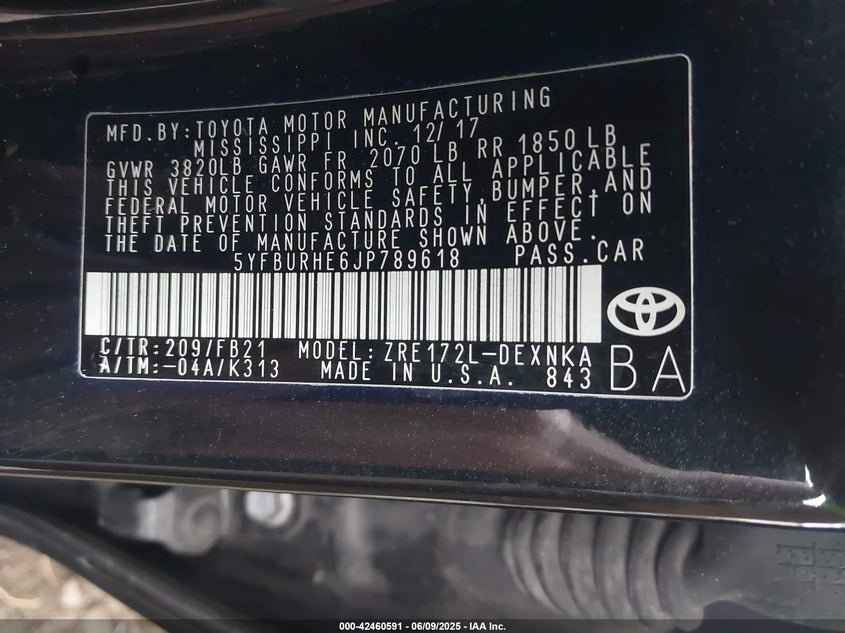 MFD. BY: TOYOTA MOTOR MANUFACTURING
MISSISSIPPI INC. 12/17
GVWR 3820LB GAWR FR 2070 LB RR 1850 LB
THIS VEHICLE CONFORMS TO ALL APPLICABLE
FEDERAL MOTOR VEHICLE SAFETY, BUMPER, AND
THEFT PREVENTION STANDARDS IN EFFECT ON
THE DATE OF MANUFACTURE SHOWN ABOVE.
5YFBURHE6JP789618 PASS. CAR
C/TR: 209/FB21 MODEL: ZRE172L-DEXNKA
A/TM: -04A/K313 MADE IN U.S.A. 843
BA
000-42460591 - 06/09/2025 - IAA Inc.